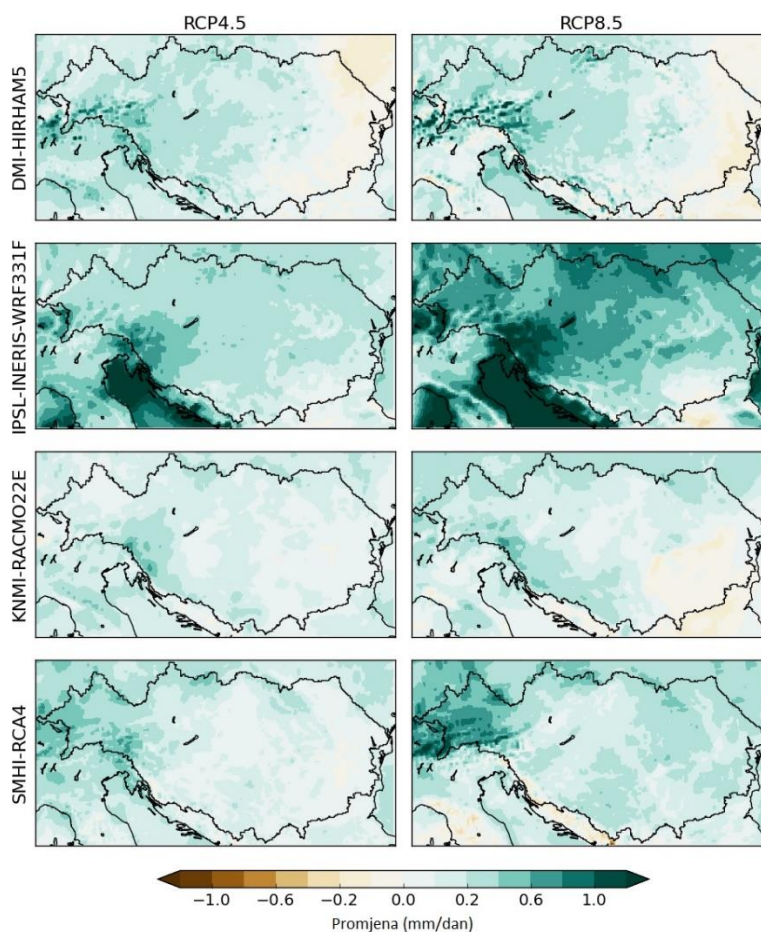 RCP4.5 RCP8.5
DMI-HIRHAM5
IPSL-INERIS-WRF331F
KNMI-RACMO22E
SMHI-RCA4
−1.0 −0.6 −0.2 0.0 0.2 0.6 1.0
Promjena (mm/dan)